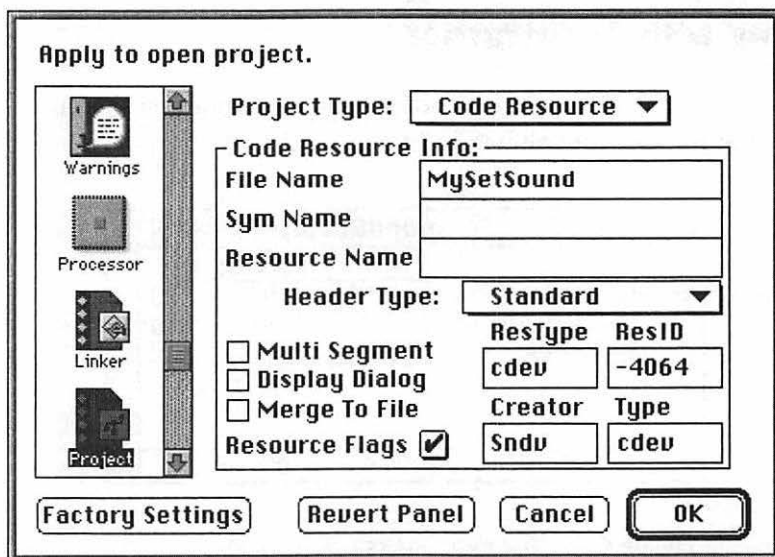 Apply to open project.
Warnings
Processor
Linker
Project
Project Type: Code Resource
Code Resource Info:
File Name MySetSound
Sym Name
Resource Name
Header Type: Standard
Multi Segment
Display Dialog
Merge To File
Resource Flags
ResType ResID
cdev -4064
Creator Type
Sndv cdev
Factory Settings Revert Panel Cancel OK